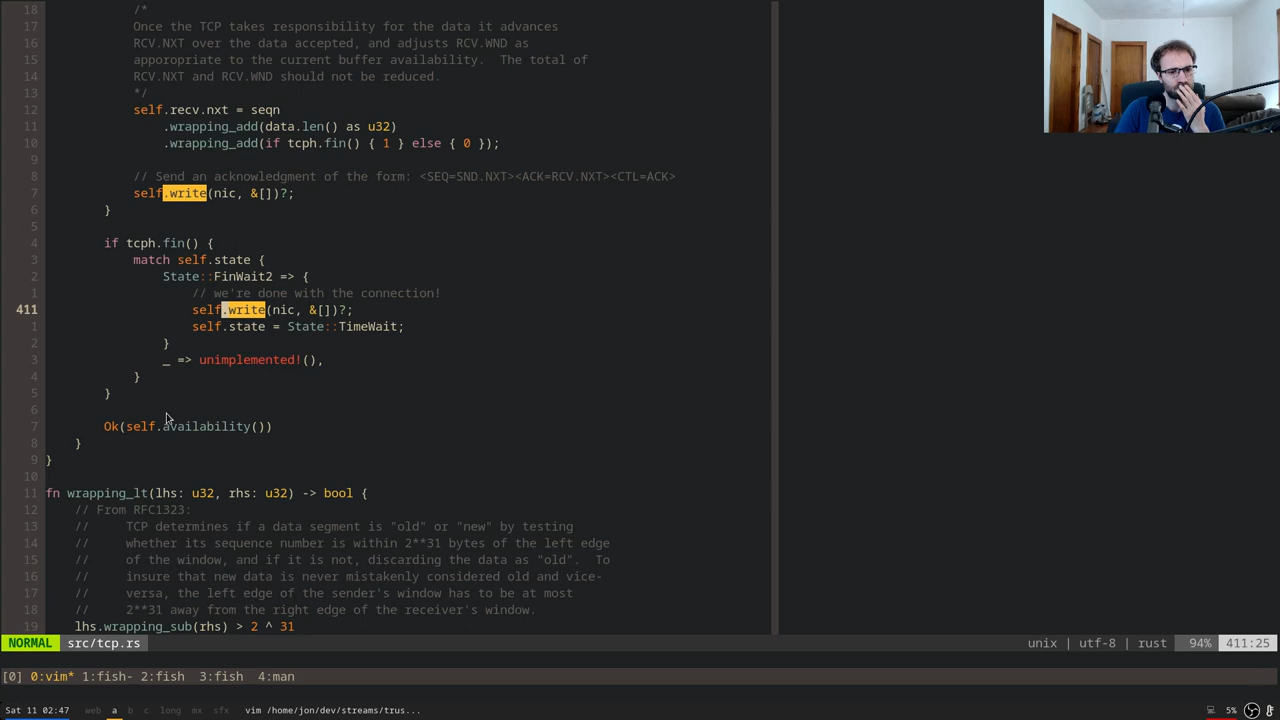 18 /*
17 Once the TCP takes responsibility for the data it advances
16 RCV.NXT over the data accepted, and adjusts RCV.WND as
15 apporopriate to the current buffer availability.  The total of
14 RCV.NXT and RCV.WND should not be reduced.
13 */
12 self.recv.nxt = seqn
11 .wrapping_add(data.len() as u32)
10 .wrapping_add(if tcph.fin() { 1 } else { 0 });
9
8 // Send an acknowledgment of the form: <SEQ=SND.NXT><ACK=RCV.NXT><CTL=ACK>
7 self.write(nic, &[])?;
6 }
5
4 if tcph.fin() {
3 match self.state {
2 State::FinWait2 => {
1 // we're done with the connection!
411 self.write(nic, &[])?;
1 self.state = State::TimeWait;
2 }
3 _ => unimplemented!(),
4 }
5 }
6
7 Ok(self.availability())
8 }
9 }
10
11 fn wrapping_lt(lhs: u32, rhs: u32) -> bool {
12 // From RFC1323:
13 //     TCP determines if a data segment is "old" or "new" by testing
14 //     whether its sequence number is within 2**31 bytes of the left edge
15 //     of the window, and if it is not, discarding the data as "old".  To
16 //     insure that new data is never mistakenly considered old and vice-
17 //     versa, the left edge of the sender's window has to be at most
18 //     2**31 away from the right edge of the receiver's window.
19 lhs.wrapping_sub(rhs) > 2 ^ 31
NORMAL src/tcp.rs unix | utf-8 | rust 94% 411:25
[0] 0:vim* 1:fish- 2:fish 3:fish 4:man
Sat 11 02:47 web a b c long mx sfx vim /home/jon/dev/streams/trus... 5%